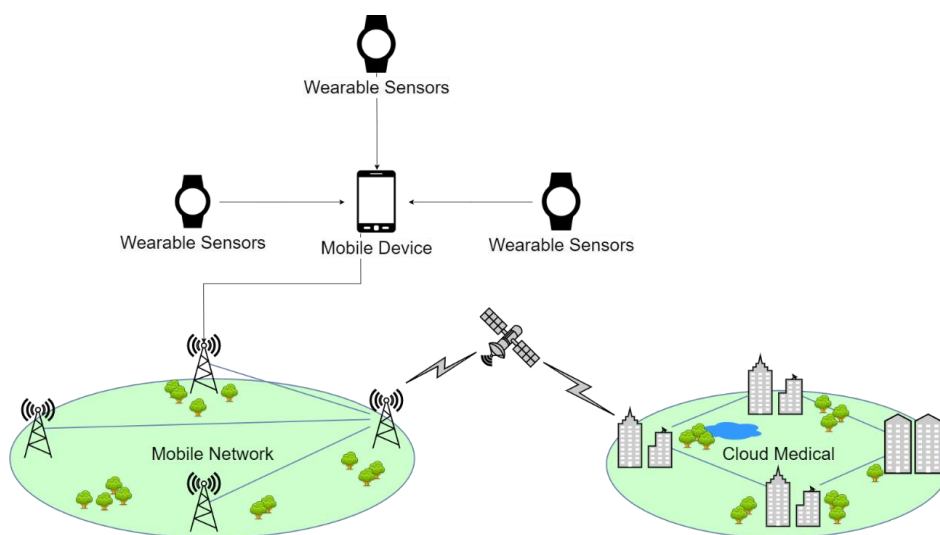 Wearable Sensors
Wearable Sensors
Mobile Device
Wearable Sensors
Mobile Network
Cloud Medical